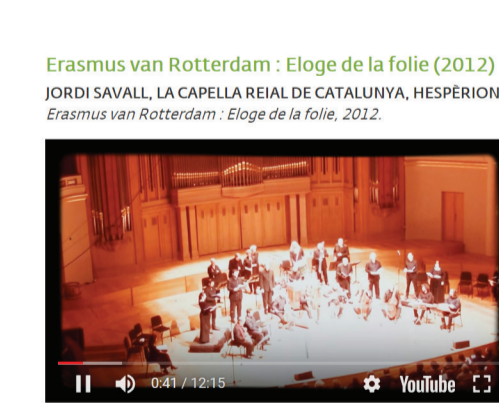 Erasmus van Rotterdam : Eloge de la folie (2012)
JORDI SAVALL, LA CAPELLA REIAL DE CATALUNYA, HESPÈRION
Erasmus van Rotterdam : Eloge de la folie, 2012.
0:41 / 12:15
YouTube